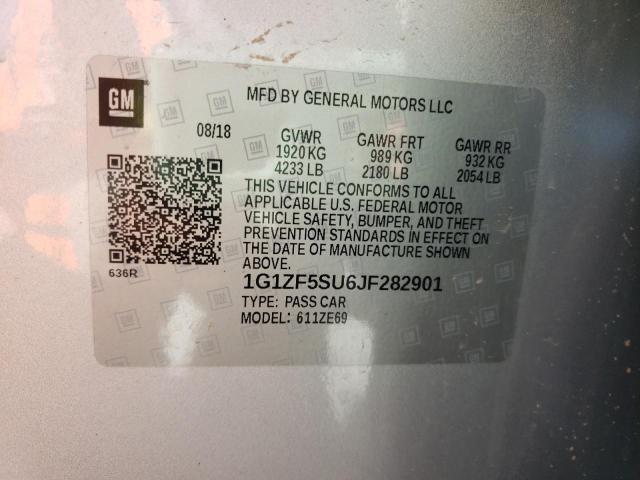 GM
MFD BY GENERAL MOTORS LLC
08/18 GVWR GAWR FRT GAWR RR
1920 KG 989 KG 932 KG
4233 LB 2180 LB 2054 LB
THIS VEHICLE CONFORMS TO ALL
APPLICABLE U.S. FEDERAL MOTOR
VEHICLE SAFETY, BUMPER, AND THEFT
PREVENTION STANDARDS IN EFFECT ON
THE DATE OF MANUFACTURE SHOWN
ABOVE.
636R
1G1ZF5SU6JF282901
TYPE: PASS CAR
MODEL: 611ZE69